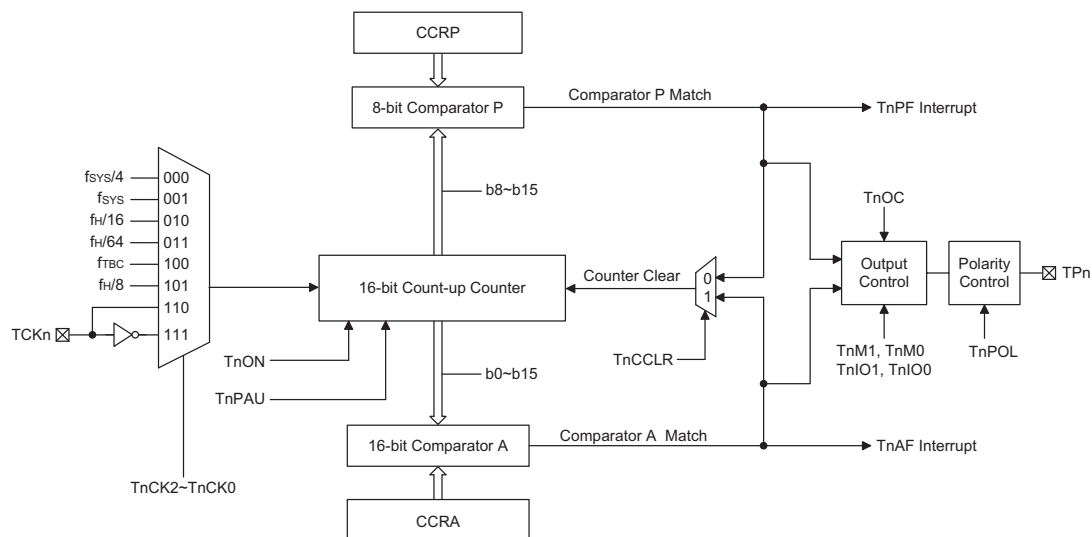 CCRP
8-bit Comparator P
Comparator P Match
TnPF Interrupt
b8~b15
fSYS/4
000
fSYS
001
fH/16
010
fH/64
011
fTBC
100
fH/8
101
110
TCKn
111
16-bit Count-up Counter
Counter Clear
0
1
TnOC
Output
Control
Polarity
Control
TPn
TnON
TnPAU
TnCCLR
TnM1, TnM0
TnIO1, TnIO0
TnPOL
b0~b15
16-bit Comparator A
Comparator A Match
TnAF Interrupt
TnCK2~TnCK0
CCRA